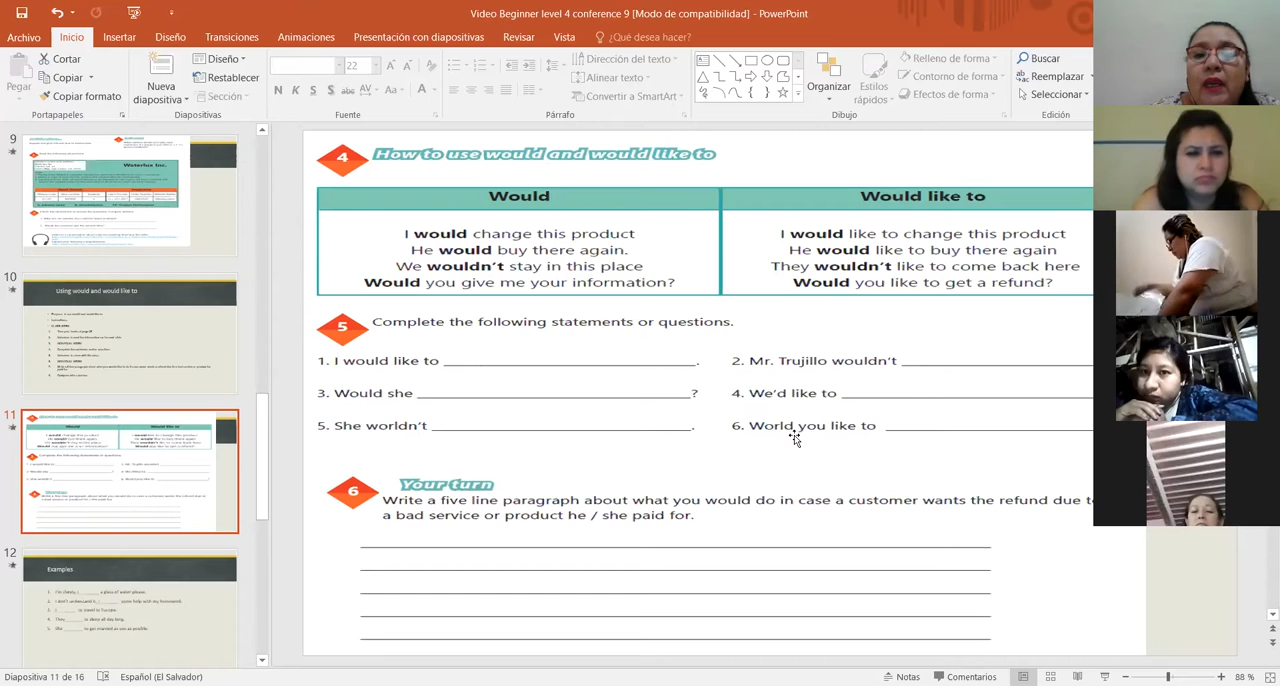 Video Beginner level 4 conference 9 [Modo de compatibilidad] - PowerPoint
Archivo Inicio Insertar Diseño Transiciones Animaciones Presentación con diapositivas Revisar Vista ¿Qué desea hacer?
Pegar
Cortar
Copiar
Copiar formato
Portapapeles
Nueva diapositiva
Diseño
Restablecer
Sección
Diapositivas
22
N K S S abc AV Aa A
Fuente
Dirección del texto
Alinear texto
Convertir a SmartArt
Párrafo
Organizar
Estilos rápidos
Relleno de forma
Contorno de forma
Efectos de forma
Dibujo
Buscar
Reemplazar
Seleccionar
Edición
9
Waterlux Inc.
10
Using would and would like to
11
12
Examples
4 How to use would and would like to
Would
I would change this product
He would buy there again.
We wouldn't stay in this place
Would you give me your information?
Would like to
I would like to change this product
He would like to buy there again
They wouldn't like to come back here
Would you like to get a refund?
5 Complete the following statements or questions.
1. I would like to .
2. Mr. Trujillo wouldn't
3. Would she ?
4. We'd like to
5. She worldn't .
6. World you like to
6 Your turn
Write a five line paragraph about what you would do in case a customer wants the refund due to
a bad service or product he / she paid for.
Diapositiva 11 de 16 Español (El Salvador) Notas Comentarios 88 %